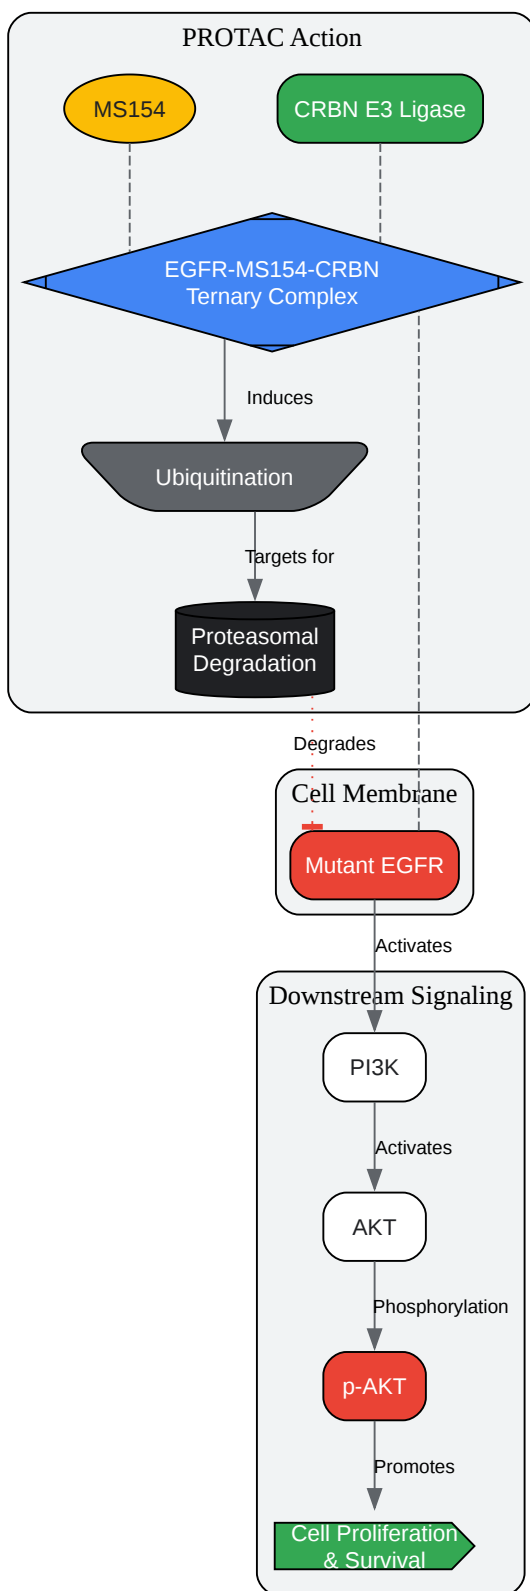 PROTAC Action
MS154
CRBN E3 Ligase
EGFR-MS154-CRBN
Ternary Complex
Induces
Ubiquitination
Targets for
Proteasomal
Degradation
Degrades
Cell Membrane
Mutant EGFR
Activates
Downstream Signaling
PI3K
Activates
AKT
Phosphorylation
p-AKT
Promotes
Cell Proliferation
& Survival